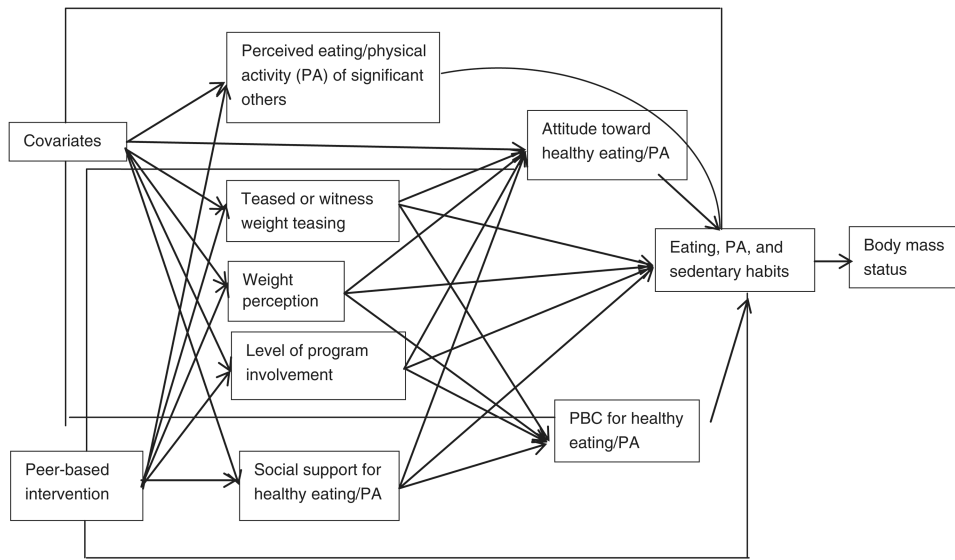 Perceived eating/physical
activity (PA) of significant
others
Covariates
Attitude toward
healthy eating/PA
Teased or witness
weight teasing
Eating, PA, and
sedentary habits
Body mass
status
Weight
perception
Level of program
involvement
PBC for healthy
eating/PA
Peer-based
intervention
Social support for
healthy eating/PA